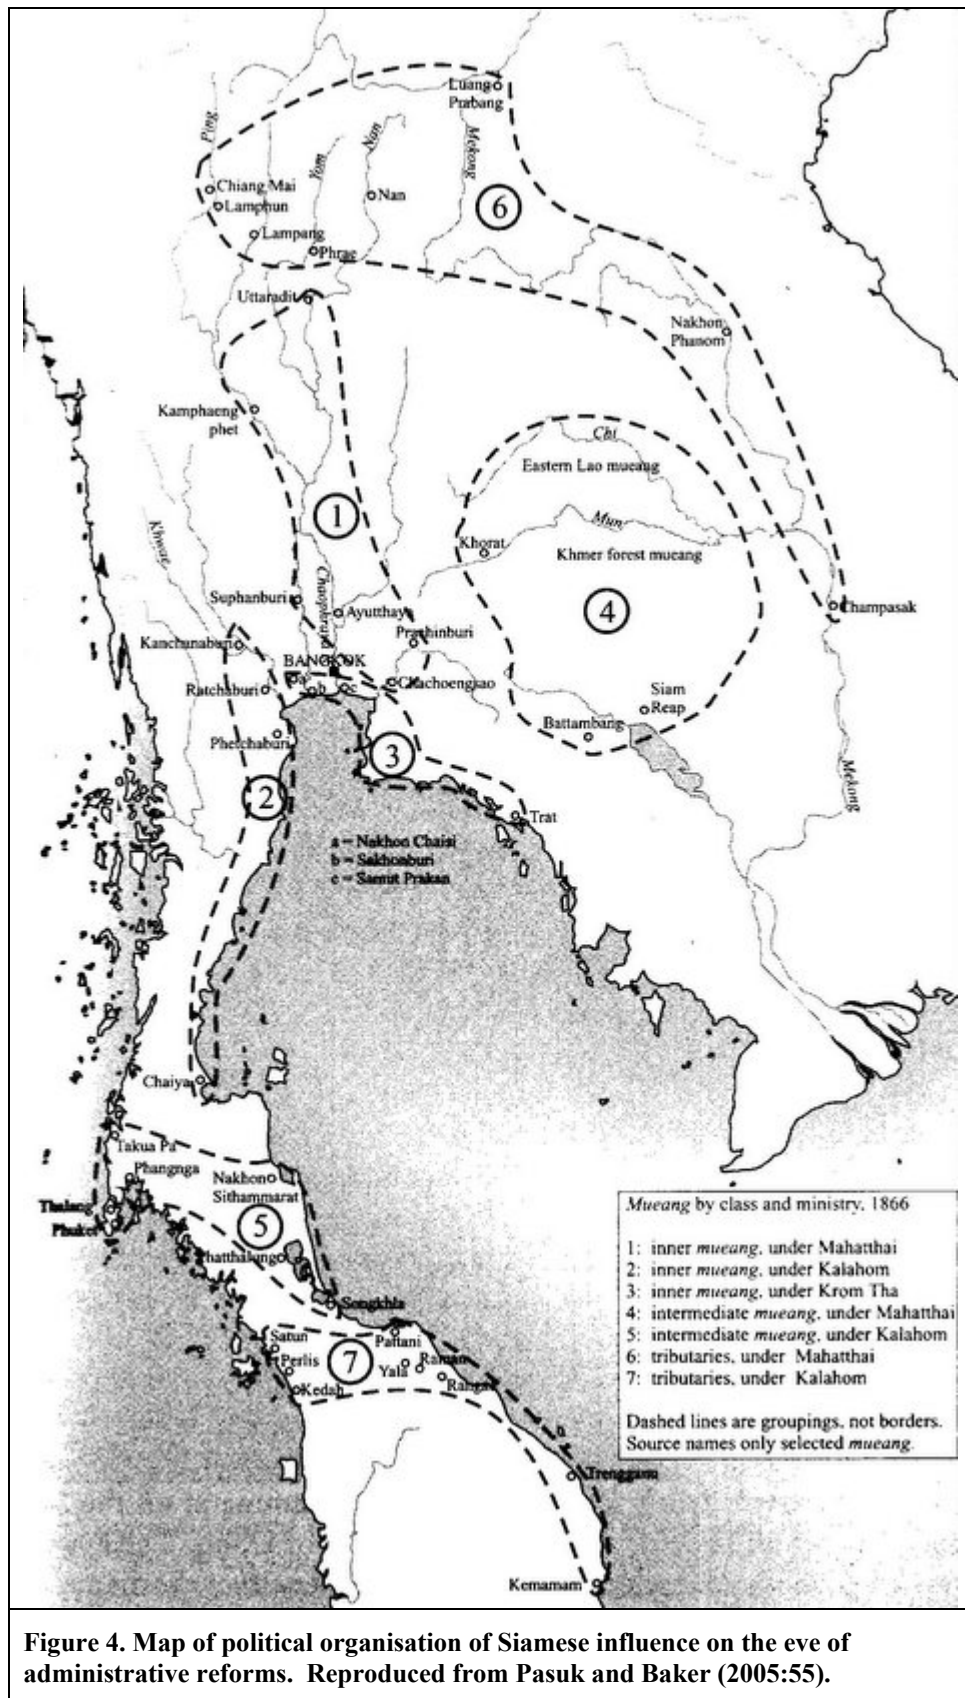 Luang
Prabang
Ping
Nan
Yom
Mekong
Chiang Mai
Lamphun
Nan
6
Lampang
Phrae
Uttaradit
Nakhon
Phanom
Kamphaeng
phet
Chi
Eastern Lao mueang
1
Mun
Khwae
Khorat
Khmer forest mueang
Chaophraya
Suphanburi
Ayutthaya
4
Champasak
Kanchanaburi
Prachinburi
BANGKOK
a
b
c
Chachoengsao
Ratchaburi
Siam
Reap
Battambang
Phetchaburi
3
Mekong
2
Trat
a = Nakhon Chaisi
b = Sakhonburi
c = Samut Prakan
Chaiya
Takua Pa
Phangnga
Nakhon
Sithammarat
Thalang
Phuket
5
Phatthalung
Songkhla
Satun
Pattani
7
Perlis
Yala
Raman
Kedah
Rangae
Trengganu
Kemamam
Mueang by class and ministry, 1866
1: inner mueang, under Mahatthai
2: inner mueang, under Kalahom
3: inner mueang, under Krom Tha
4: intermediate mueang, under Mahatthai
5: intermediate mueang, under Kalahom
6: tributaries, under Mahatthai
7: tributaries, under Kalahom
Dashed lines are groupings, not borders.
Source names only selected mueang.
Figure 4. Map of political organisation of Siamese influence on the eve of
administrative reforms. Reproduced from Pasuk and Baker (2005:55).